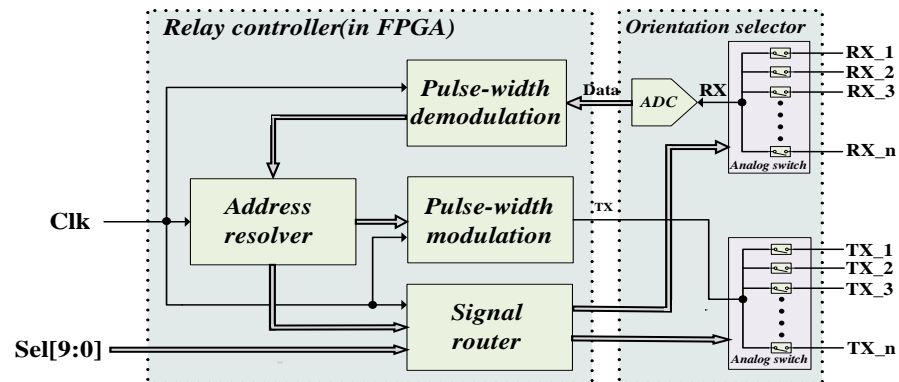 Relay controller(in FPGA)
Orientation selector
Pulse-width
demodulation
Data
ADC
RX
RX_1
RX_2
RX_3
RX_n
Analog switch
Clk
Address
resolver
Pulse-width
modulation
TX
TX_1
TX_2
TX_3
TX_n
Analog switch
Signal
router
Sel[9:0]